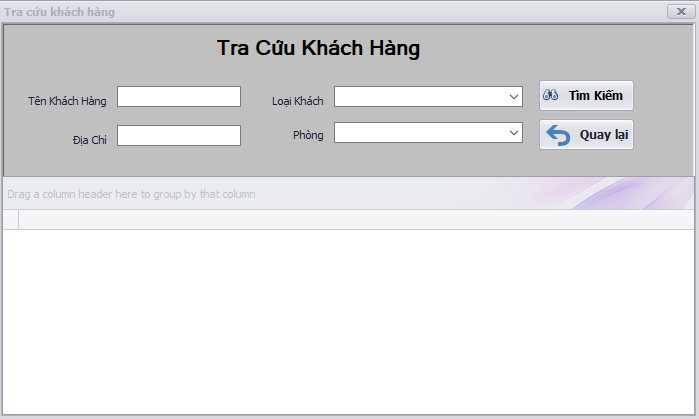 Tra cứu khách hàng
Tra Cứu Khách Hàng
Tên Khách Hàng
Loại Khách
Tìm Kiếm
Địa Chỉ
Phòng
Quay lại
Drag a column header here to group by that column